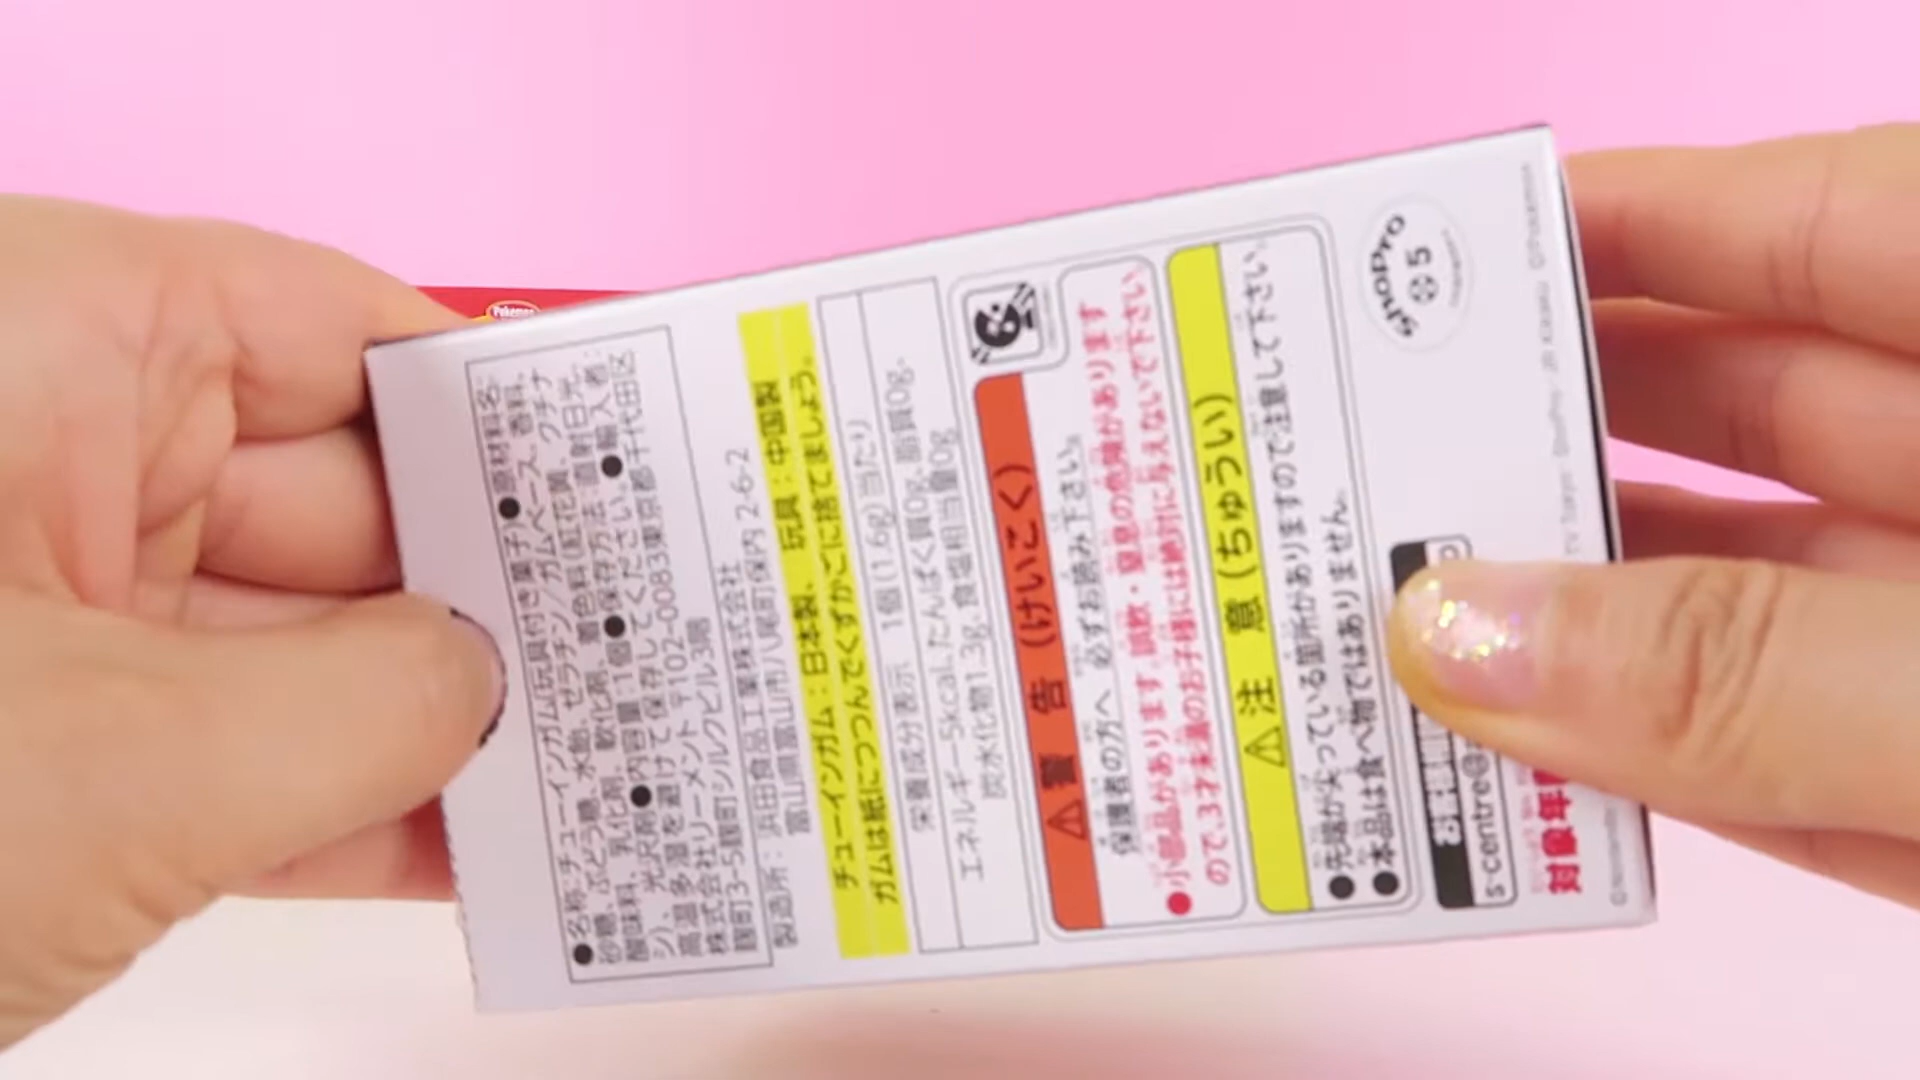 ●名称:チューインガム(玩具付き菓子)●原材料名:
砂糖、ぶどう糖、水飴、ゼラチン/ガムベース、香料、
酸味料、乳化剤、軟化剤、着色料(紅花黄、クチナ
シ)、光沢剤●内容量:1個●保存方法:直射日光、
高温多湿を避けて保存してください。●輸入者:
株式会社リーメント 〒102-0083東京都千代田区
麹町3-5麹町シルクビル3階
製造所:浜田食品工業株式会社
富山県富山市八尾町保内 2-6-2
チューインガム:日本製、玩具:中国製
ガムは紙につつんでくずかごに捨てましょう。
栄養成分表示 1個(1.6g)当たり
エネルギー5kcal、たんぱく質0g、脂質0g、
炭水化物1.3g、食塩相当量0g
⚠警告(けいこく)
保護者の方へ 必ずお読み下さい。
●小部品があります。誤飲・窒息の危険があります
ので、3才未満のお子様には絶対に与えないで下さい
⚠注意(ちゅうい)
●先端が尖っている箇所がありますので注意して下さい。
●本品は食べ物ではありません。
ShoPro
5
お客様
s-centre@
対象年
©Nintendo
TV Tokyo・ShoPro・JR Kikaku ©Pokémon
Pokémon